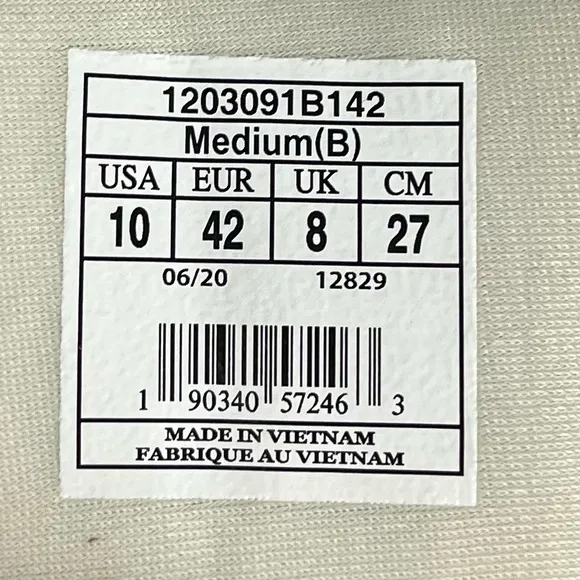 1203091B142
Medium(B)
USA EUR UK CM
10 42 8 27
06/20 12829
1 90340 57246 3
MADE IN VIETNAM
FABRIQUE AU VIETNAM